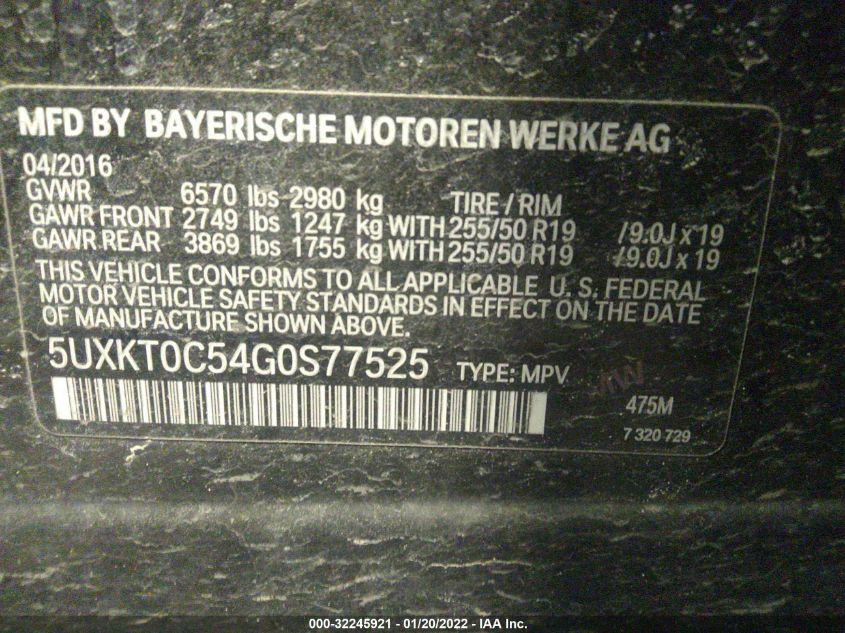 MFD BY BAYERISCHE MOTOREN WERKE AG
04/2016
GVWR 6570 lbs 2980 kg TIRE / RIM
GAWR FRONT 2749 lbs 1247 kg WITH 255/50 R19 /9.0J x 19
GAWR REAR 3869 lbs 1755 kg WITH 255/50 R19 /9.0J x 19
THIS VEHICLE CONFORMS TO ALL APPLICABLE U. S. FEDERAL
MOTOR VEHICLE SAFETY STANDARDS IN EFFECT ON THE DATE
OF MANUFACTURE SHOWN ABOVE.
5UXKT0C54G0S77525 TYPE: MPV
475M
7 320 729
000-32245921 - 01/20/2022 - IAA Inc.